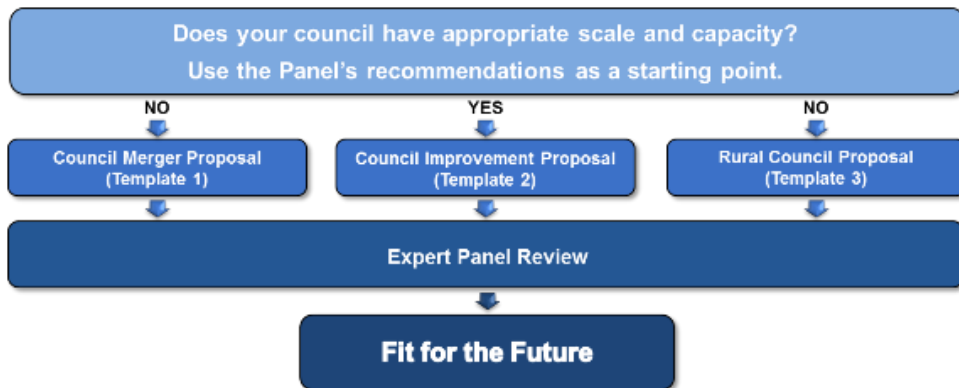 Does your council have appropriate scale and capacity?
Use the Panel's recommendations as a starting point.
NO
YES
NO
Council Merger Proposal
(Template 1)
Council Improvement Proposal
(Template 2)
Rural Council Proposal
(Template 3)
Expert Panel Review
Fit for the Future